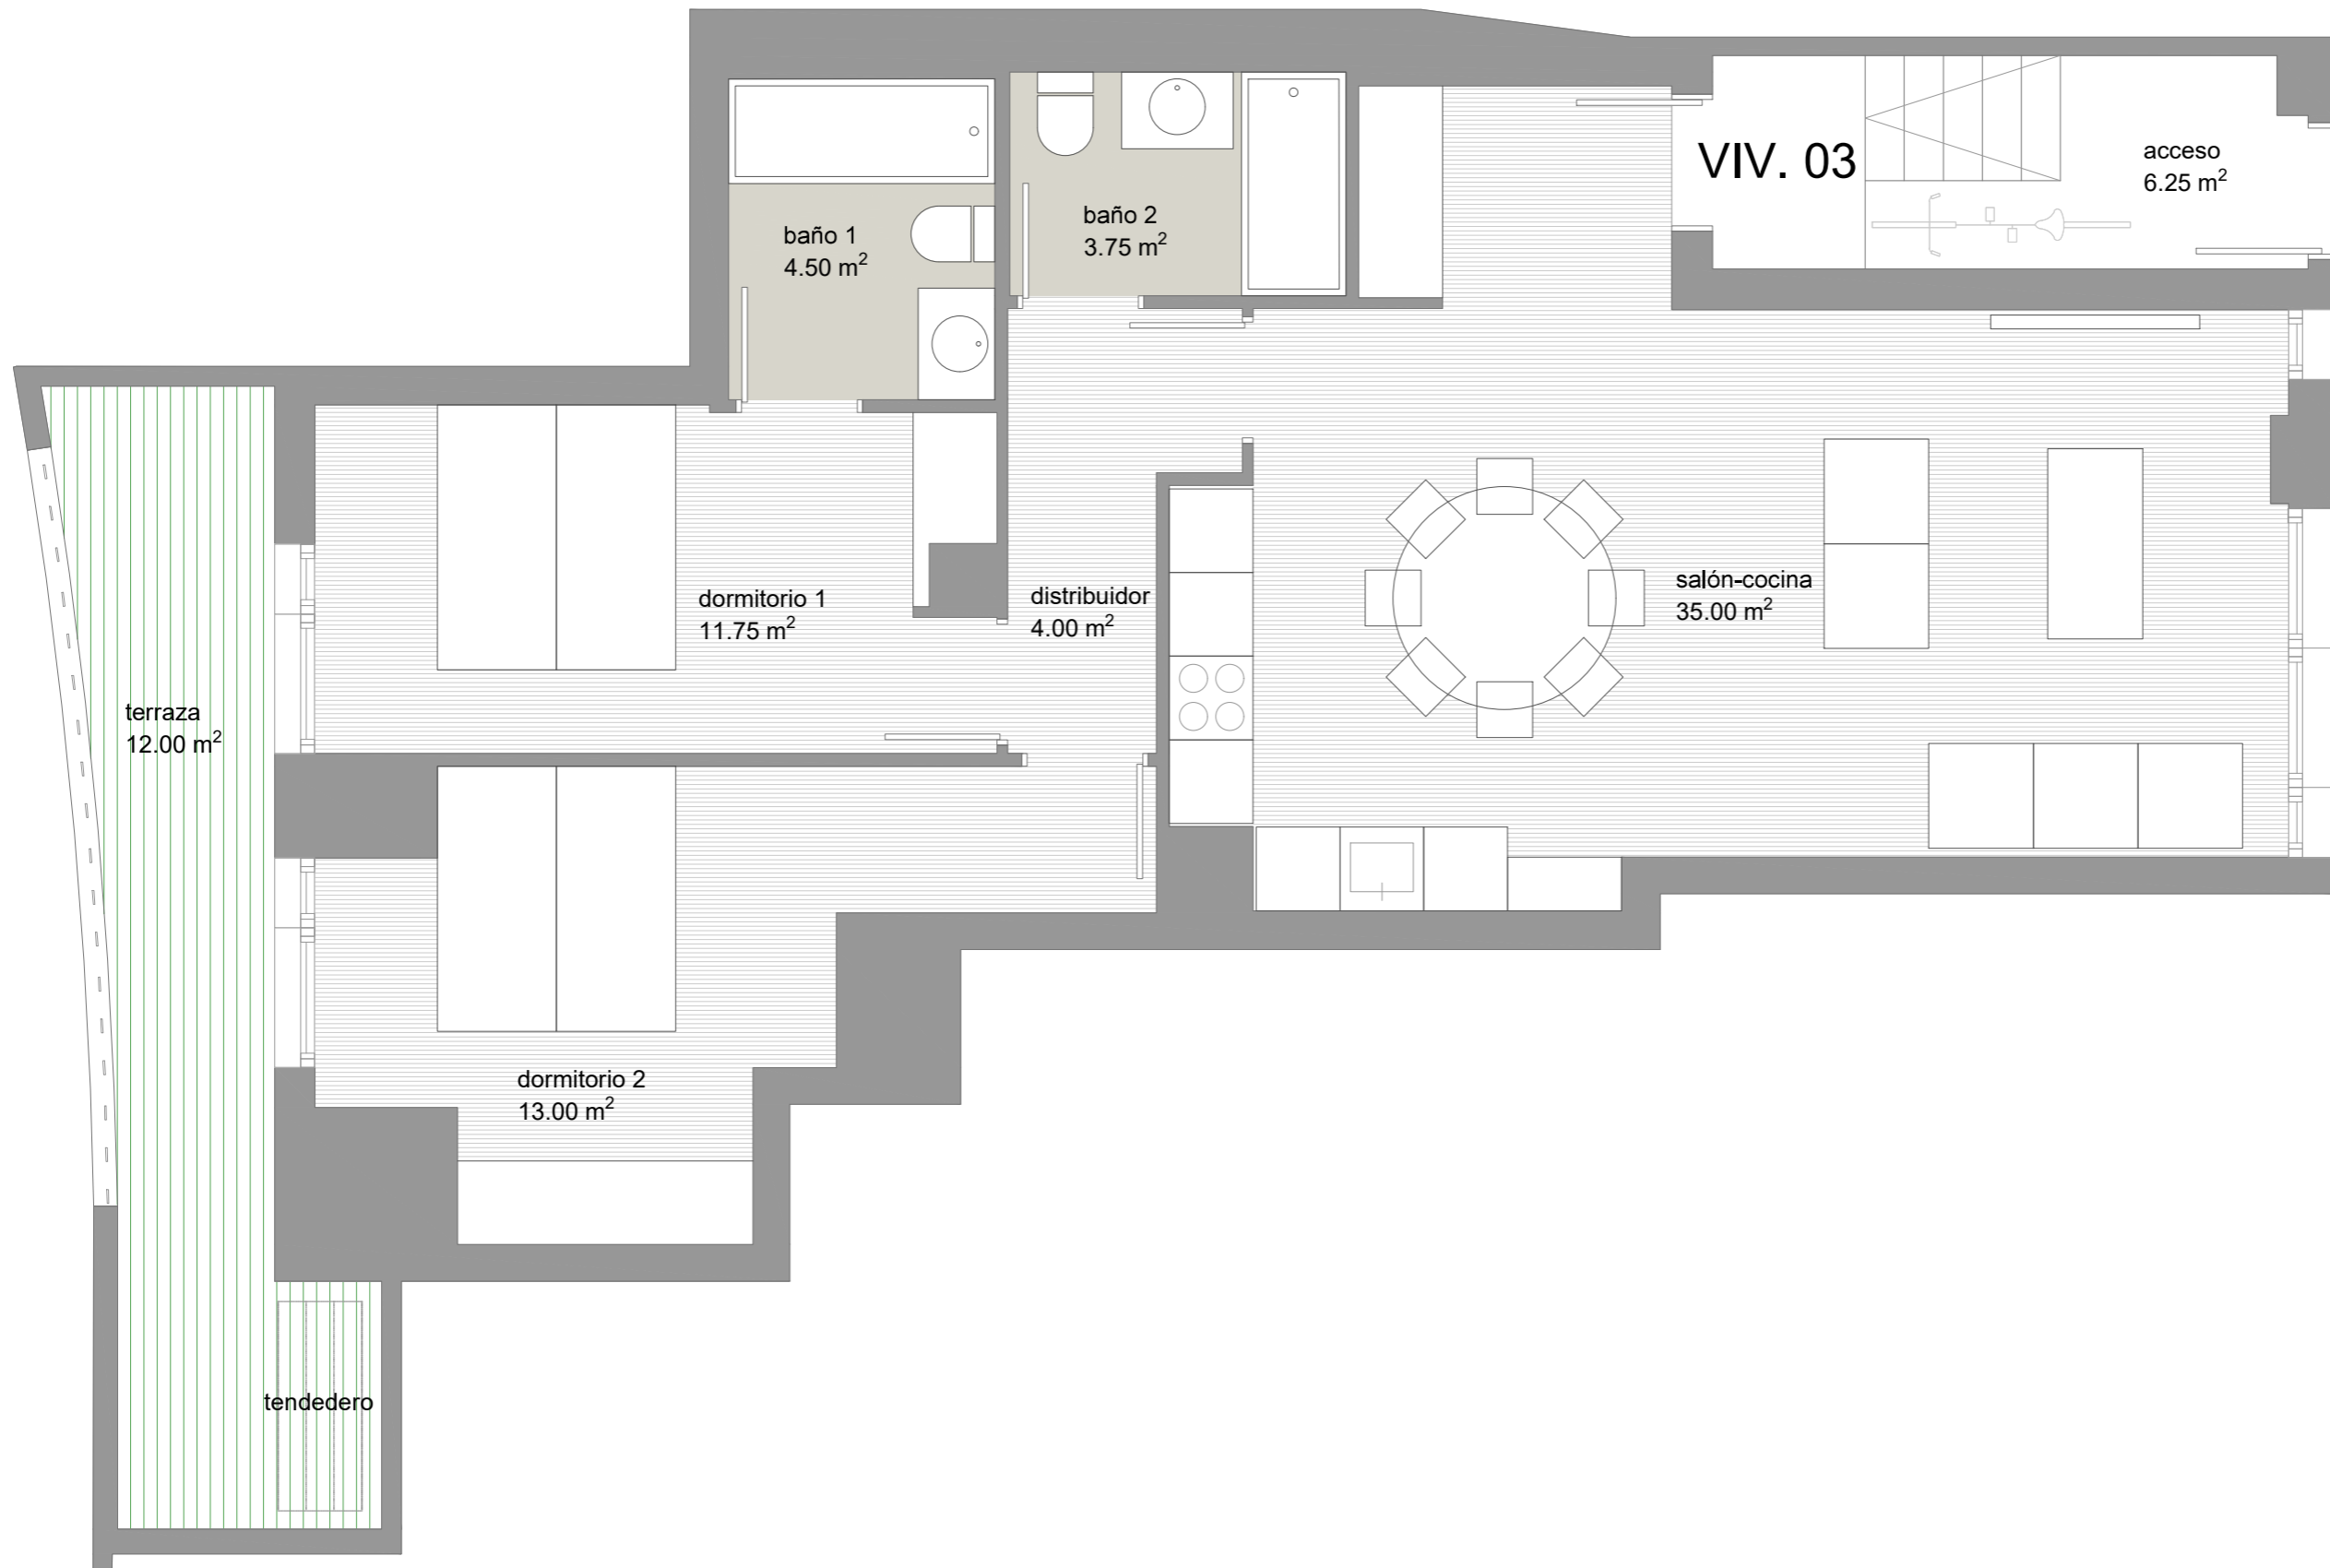 VIV. 03
acceso
6.25 m²
baño 2
3.75 m²
baño 1
4.50 m²
salón-cocina
35.00 m²
distribuidor
4.00 m²
dormitorio 1
11.75 m²
terraza
12.00 m²
dormitorio 2
13.00 m²
tendedero